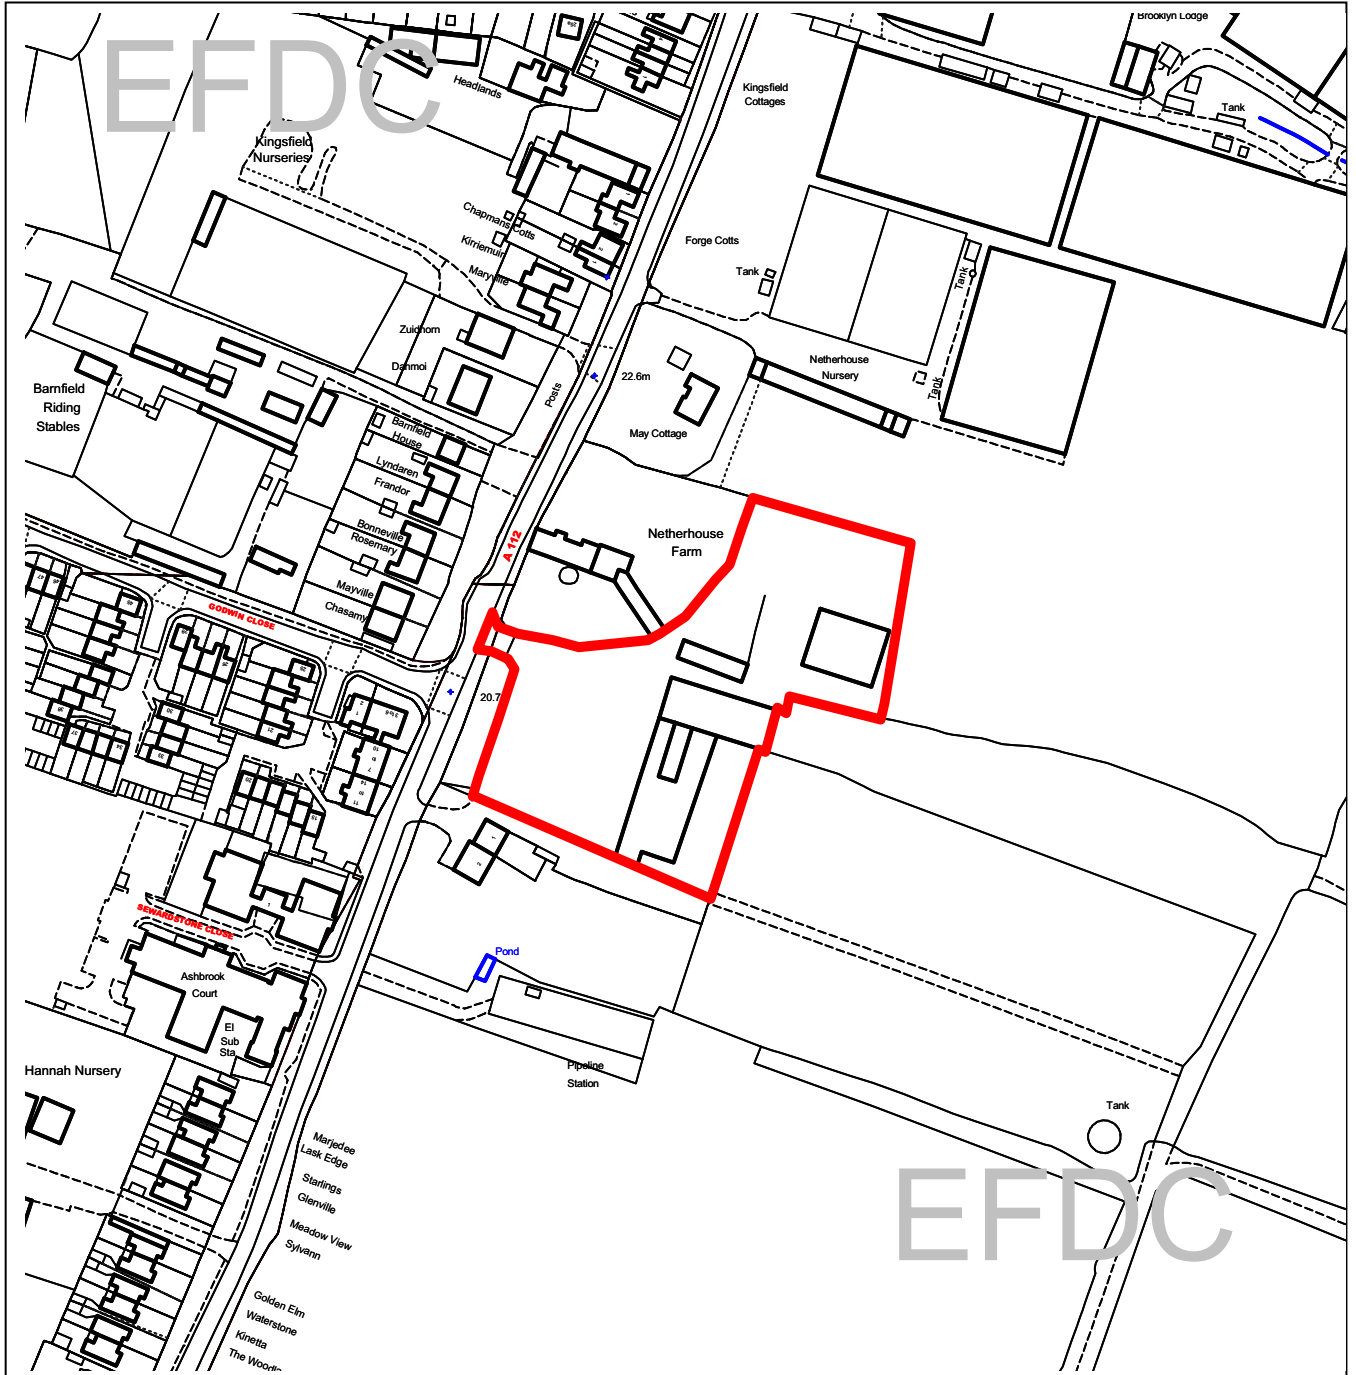 EFDC
Brooklyn Lodge
Headlands
Kingsfield
Cottages
Tank
Kingsfield
Nurseries
Chapmans Cotts
Kirriemuir
Maryville
Forge Cotts
Tank
Tank
Zuidhorn
Danmoi
Posts
22.6m
Netherhouse
Nursery
Tank
Barnfield
Riding
Stables
May Cottage
Barnfield
House
Lyndaren
Frandor
Bonneville
Rosemary
Mayville
Chasamy
A 112
Netherhouse
Farm
GODWIN CLOSE
20.7
SEWARDSTONE CLOSE
Ashbrook
Court
El
Sub
Sta
Pond
Pipeline
Station
Hannah Nursery
Tank
Marjedee
Lask Edge
Starlings
Glenville
Meadow View
Sylvann
EFDC
Golden Elm
Waterstone
Kinetta
The Woodla